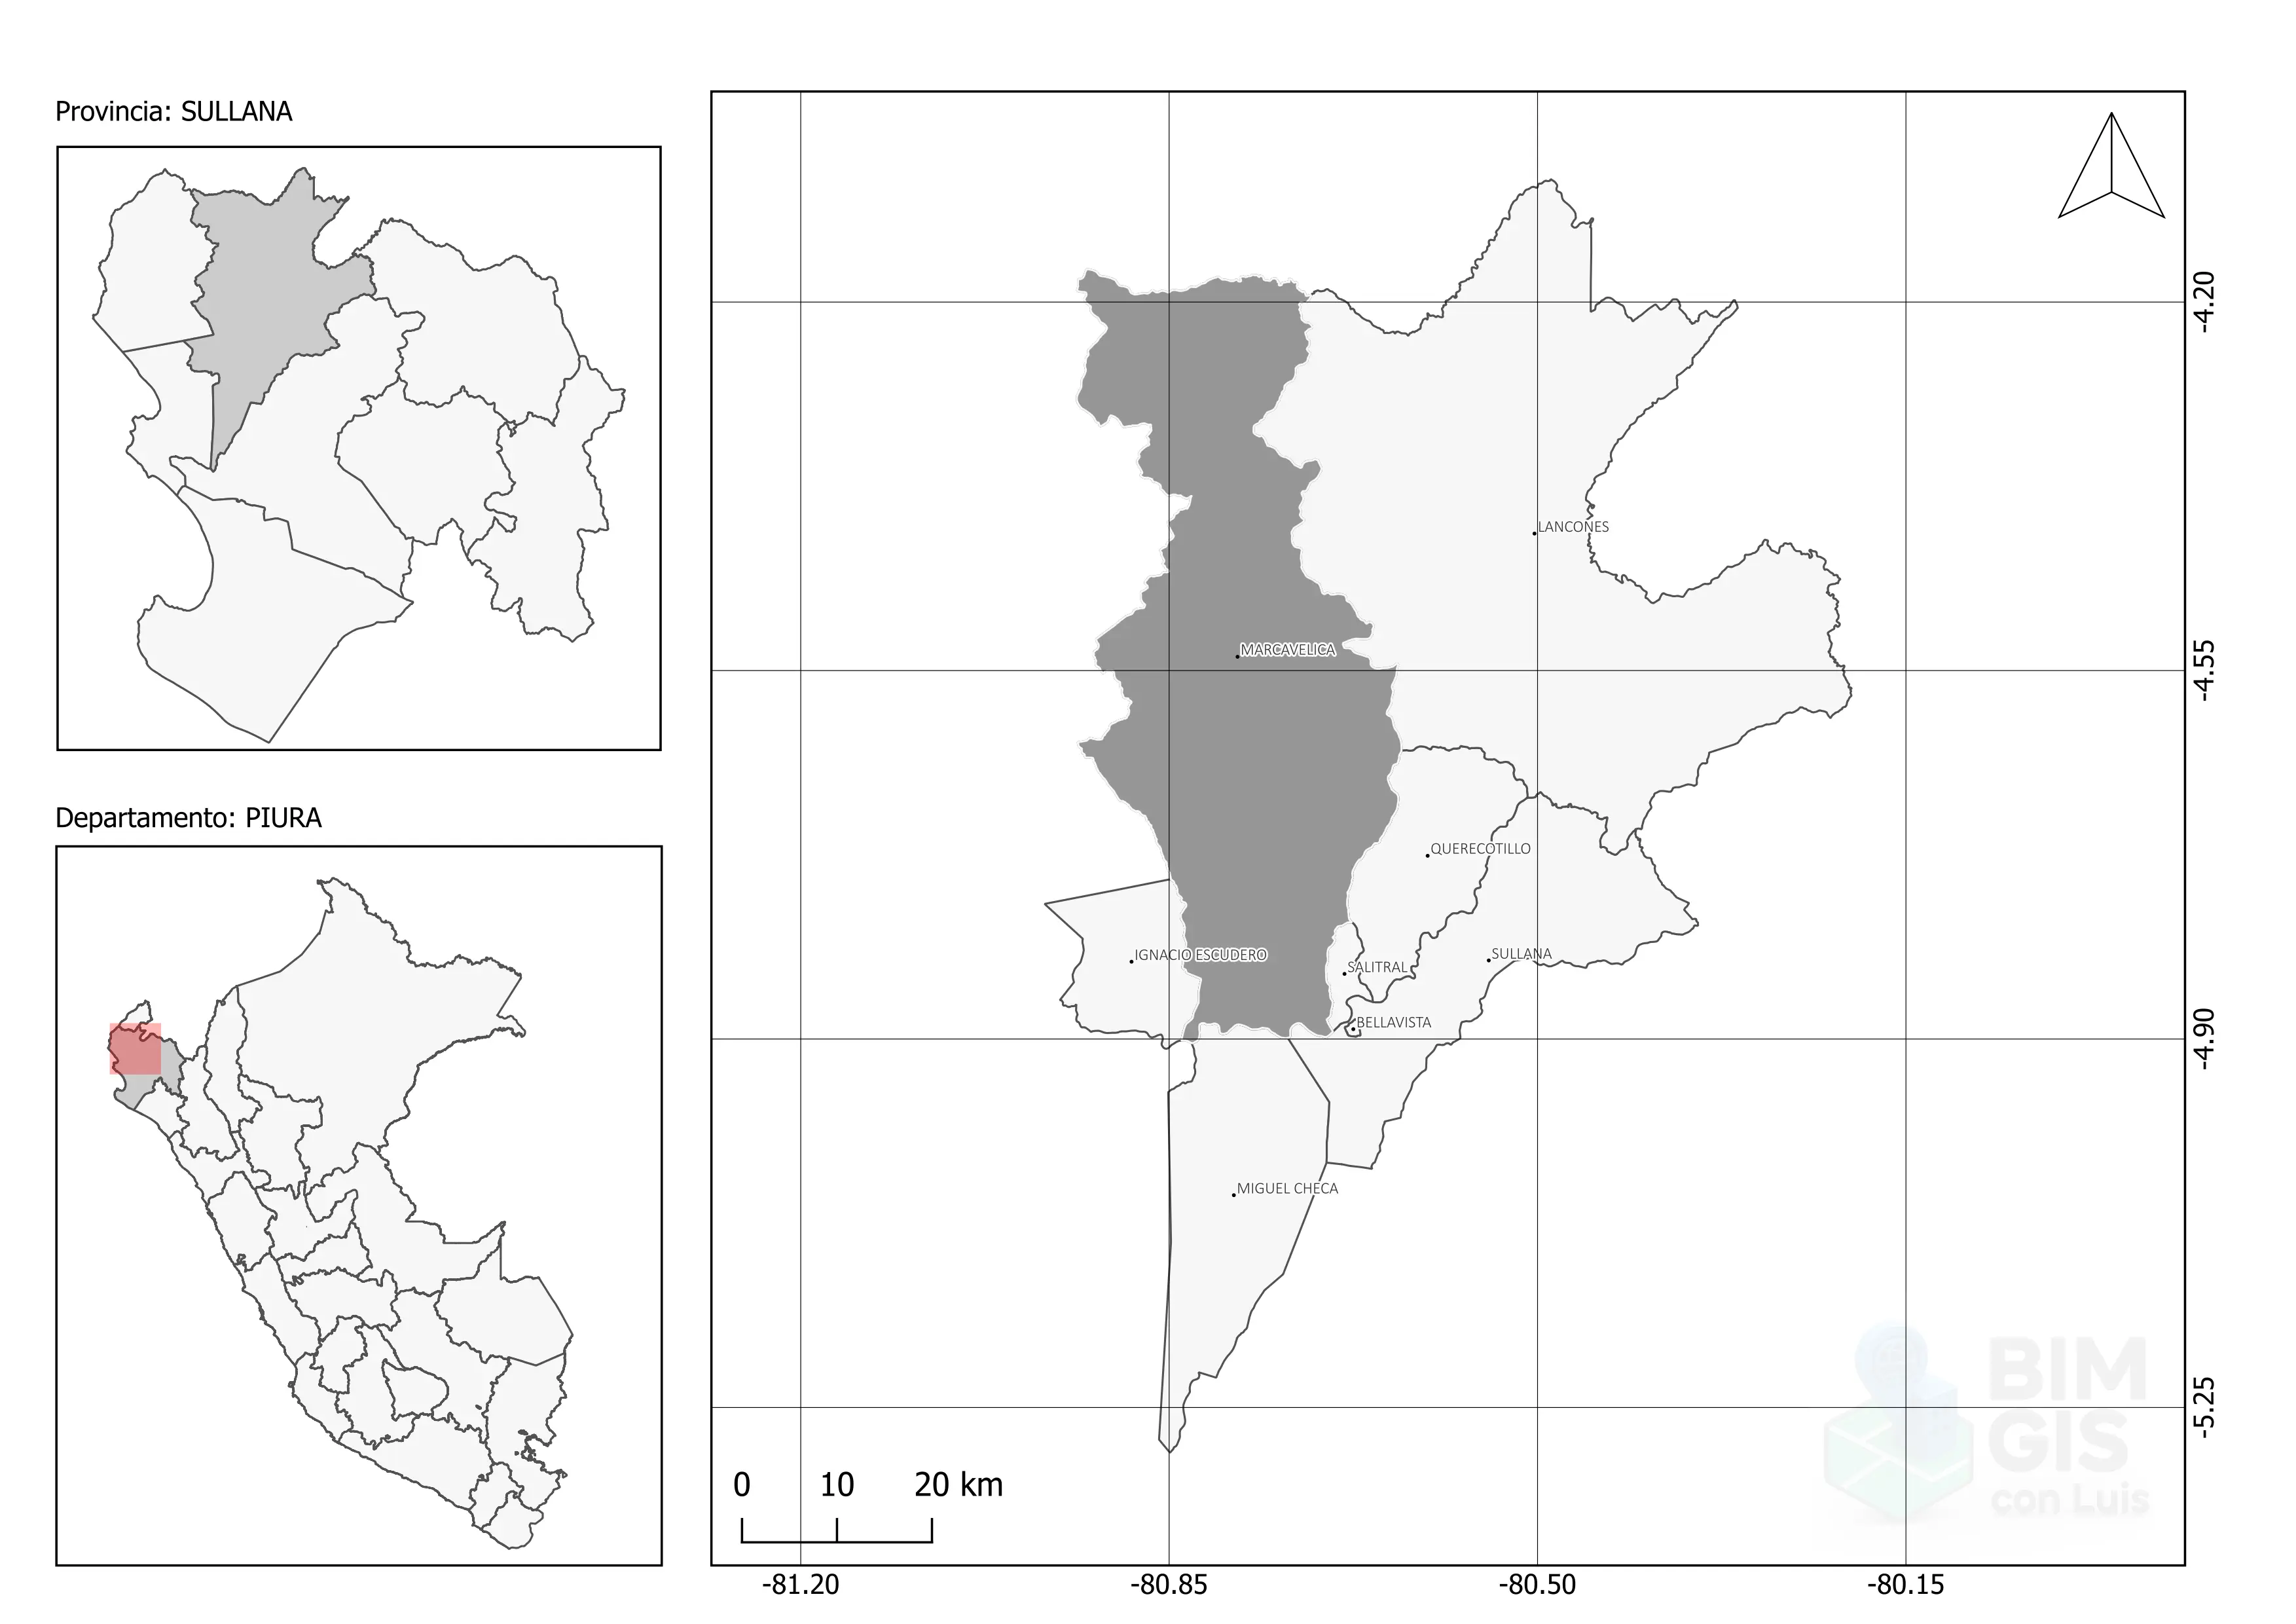 Provincia: SULLANA
Departamento: PIURA
LANCONES
MARCAVELICA
QUERECOTILLO
IGNACIO ESCUDERO
SALITRAL
SULLANA
BELLAVISTA
MIGUEL CHECA
-4.20
-4.55
-4.90
-5.25
0 10 20 km
-81.20 -80.85 -80.50 -80.15
BIM
GIS
con Luis